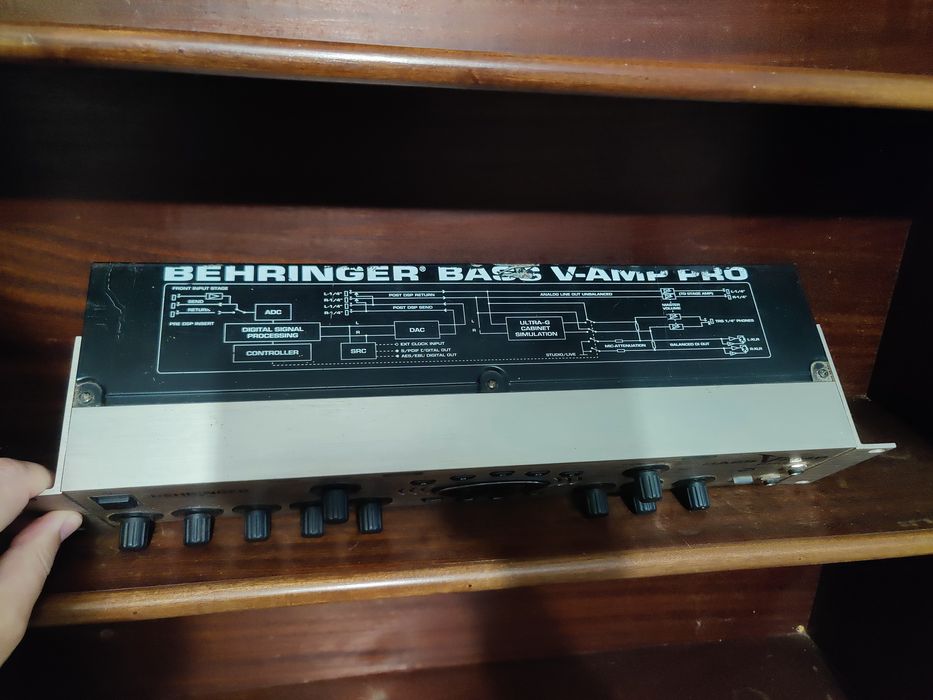 BEHRINGER® BASS V-AMP PRO
FRONT INPUT STAGE
SEND
RETURN
PRE DSP INSERT
ADC
DIGITAL SIGNAL
PROCESSING
CONTROLLER
L-1/4"
R-1/4"
L-1/4"
R-1/4"
POST DSP RETURN
POST DSP SEND
L
R
DAC
SRC
EXT CLOCK INPUT
S/PDIF DIGITAL OUT
AES/EBU DIGITAL OUT
L
R
ANALOG LINE OUT UNBALANCED
ULTRA-G
CABINET
SIMULATION
STUDIO/LIVE
MIC-ATTENUATION
(TO STAGE AMP)
L-1/4"
R-1/4"
MASTER
VOLUME
TRS 1/4" PHONES
BALANCED DI OUT
L-XLR
R-XLR
BEHRINGER